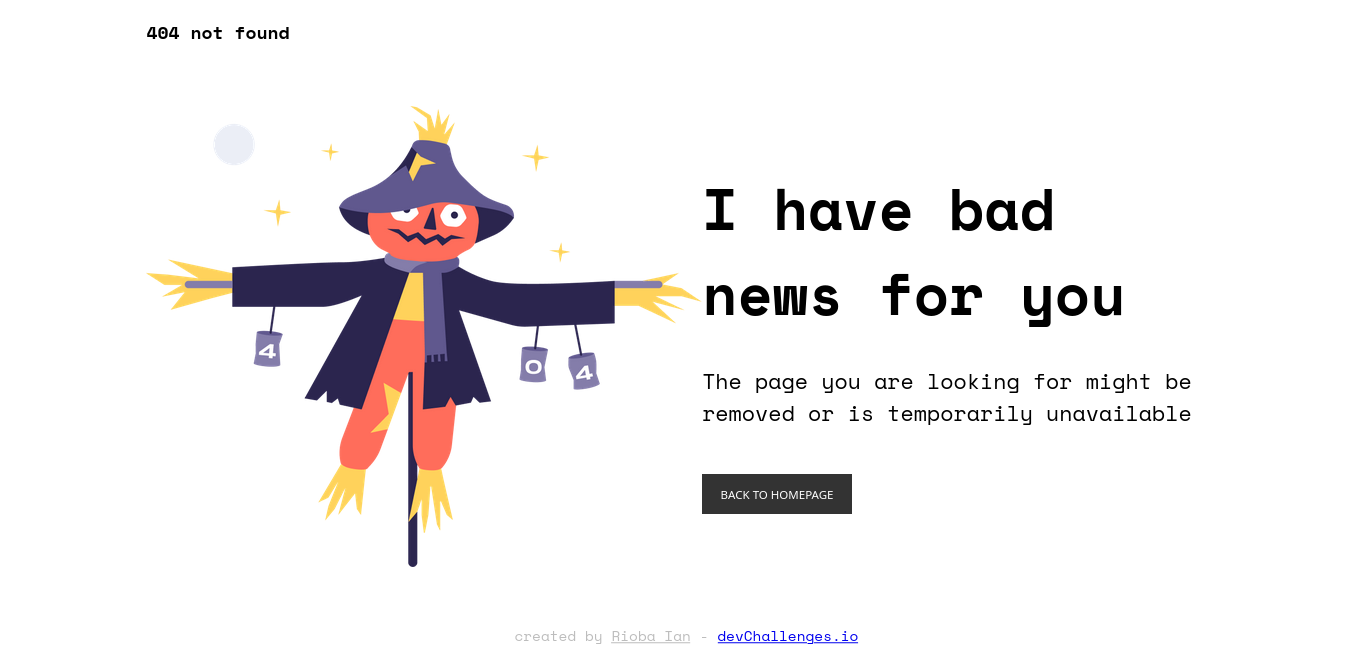 404 not found
I have bad
news for you
4
0
4
The page you are looking for might be
removed or is temporarily unavailable
BACK TO HOMEPAGE
created by Rioba Ian - devChallenges.io